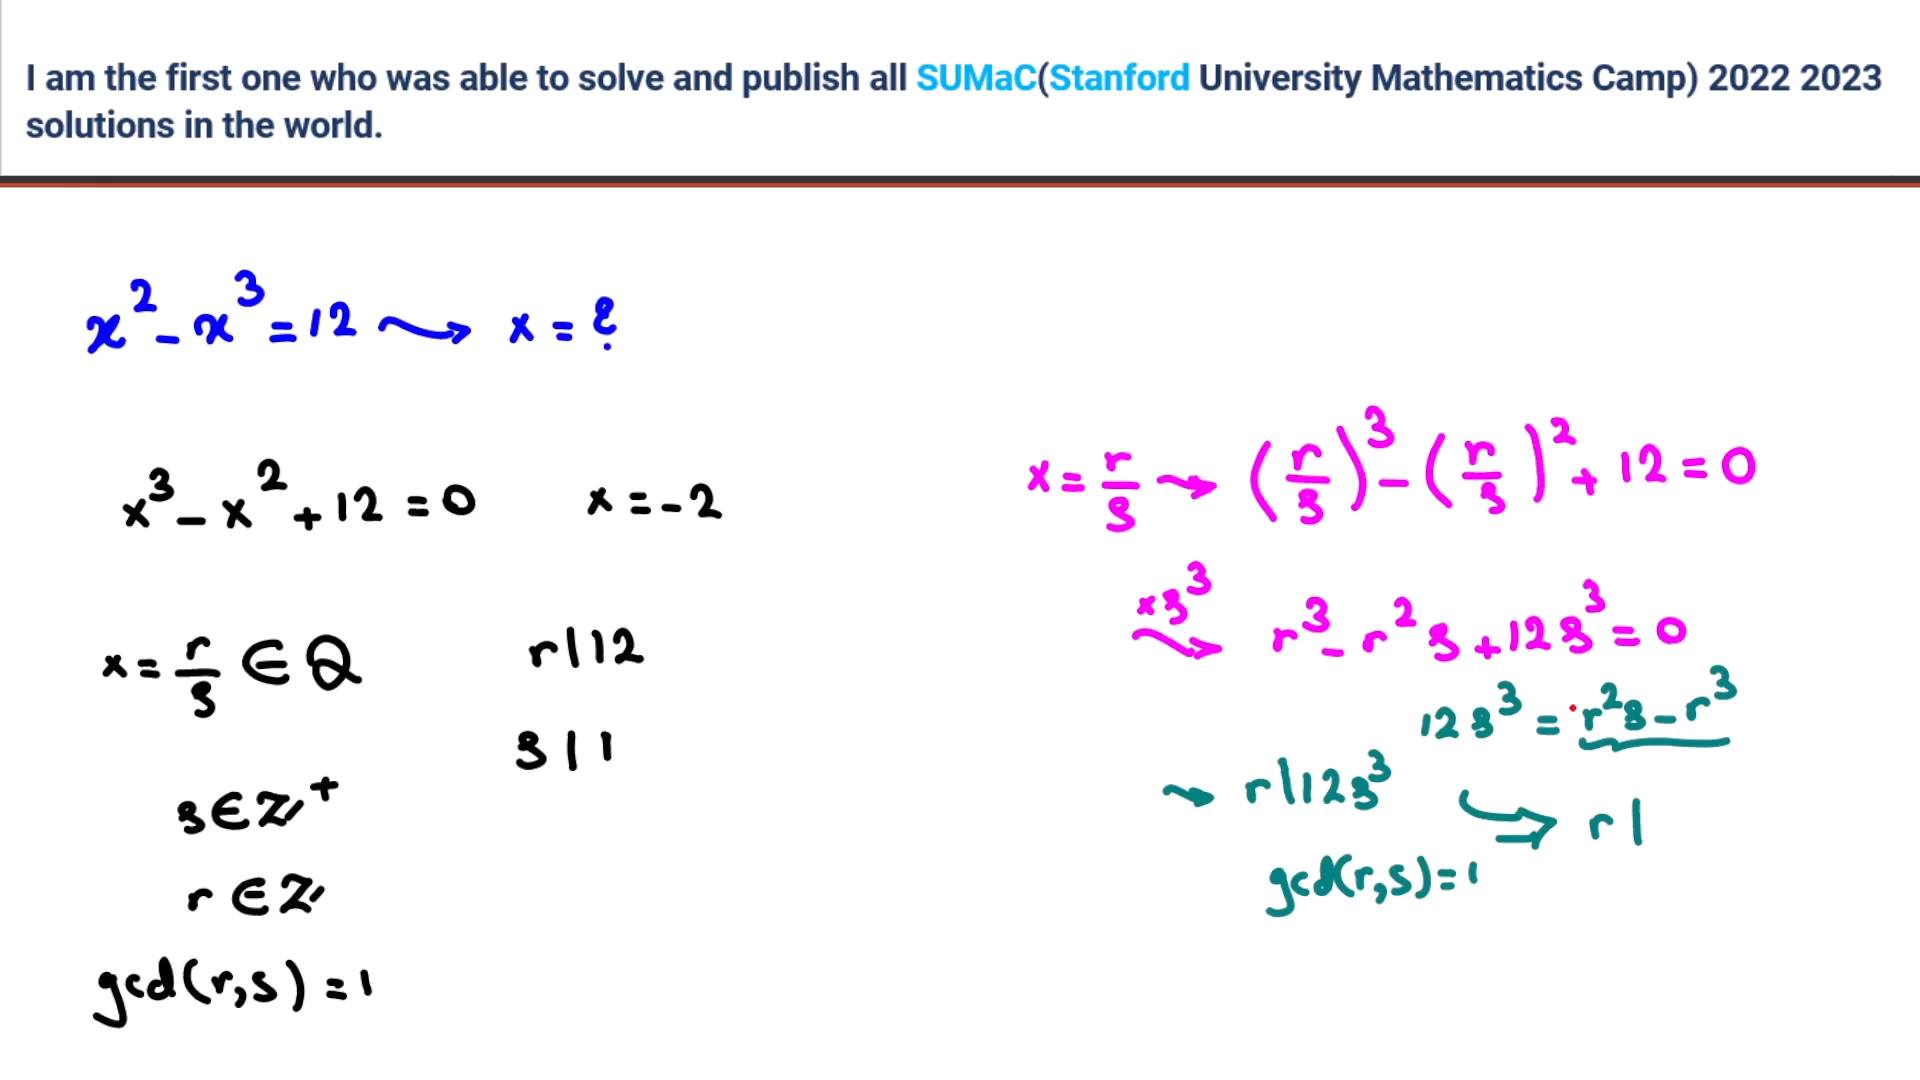 I am the first one who was able to solve and publish all SUMaC(Stanford University Mathematics Camp) 2022 2023
solutions in the world.
x² - x³ = 12 → x = ?
x³ - x² + 12 = 0 x = -2
x = r/s ∈ Q r|12
s|1
s ∈ Z⁺
r ∈ Z
gcd(r,s) = 1
x = r/s → (r/s)³ - (r/s)² + 12 = 0
×s³ → r³ - r²s + 12s³ = 0
12s³ = r²s - r³
→ r|12s³ ⇒ r|
gcd(r,s) = 1